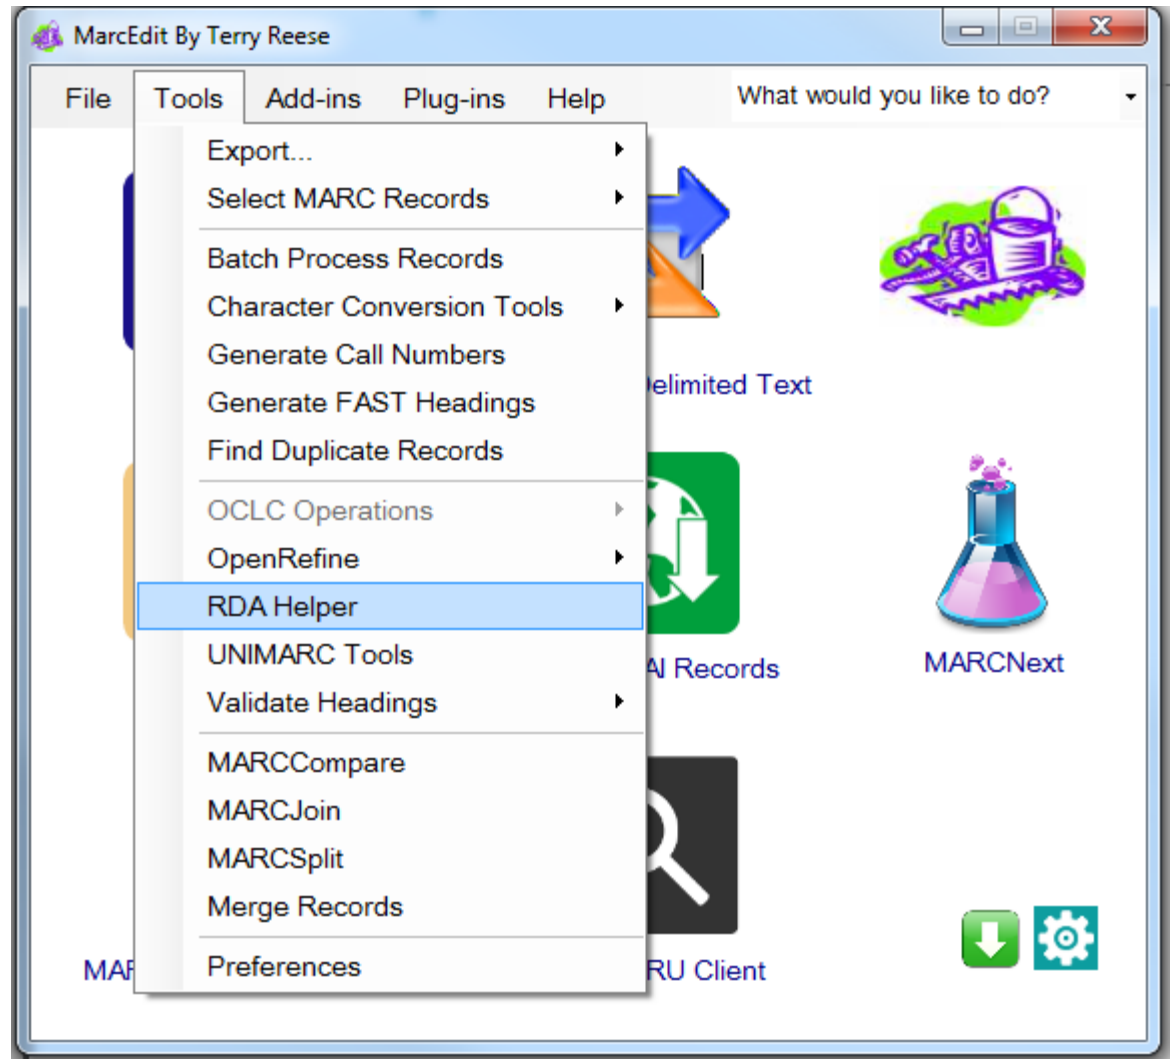 MarcEdit By Terry Reese
File Tools Add-ins Plug-ins Help What would you like to do?
Export...
Select MARC Records
Batch Process Records
Character Conversion Tools
Generate Call Numbers
Delimited Text
Generate FAST Headings
Find Duplicate Records
OCLC Operations
OpenRefine
RDA Helper
UNIMARC Tools
AI Records
MARCNext
Validate Headings
MARCCompare
MARCJoin
MARCSplit
Merge Records
Preferences
MAR
RU Client